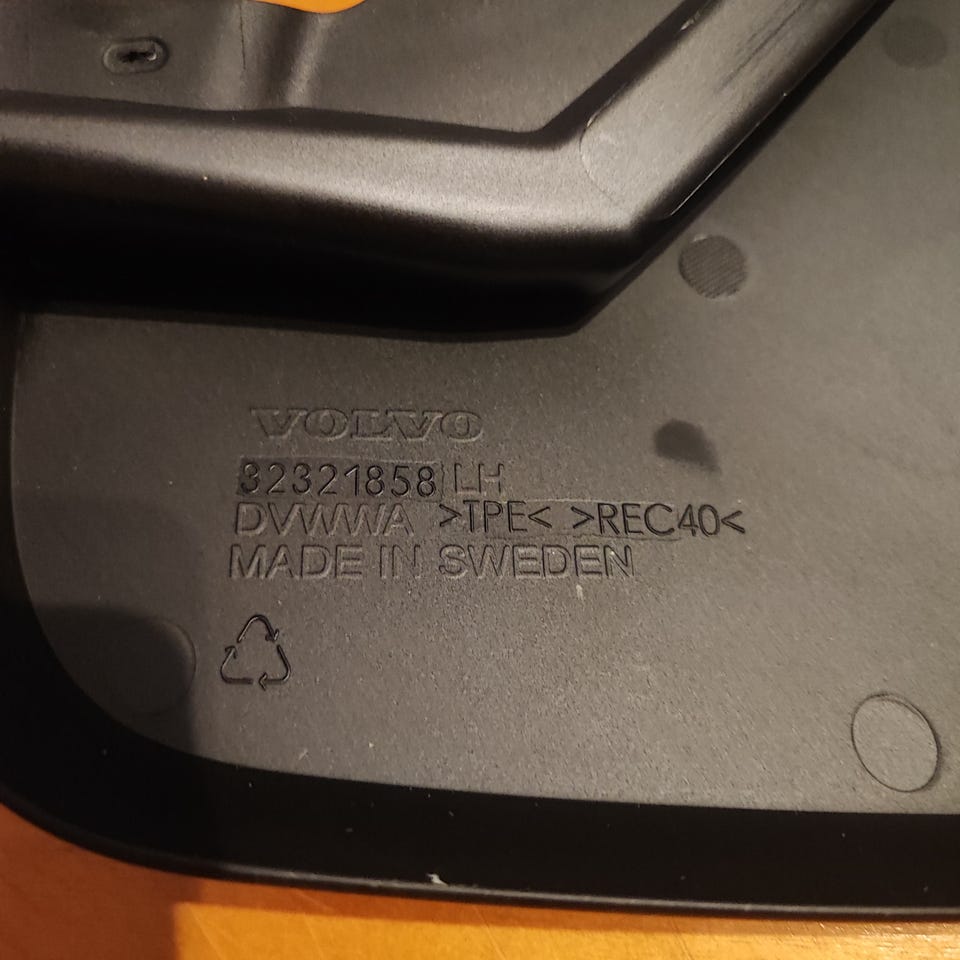 VOLVO
32321858 LH
DVWWA >TPE< >REC40<
MADE IN SWEDEN